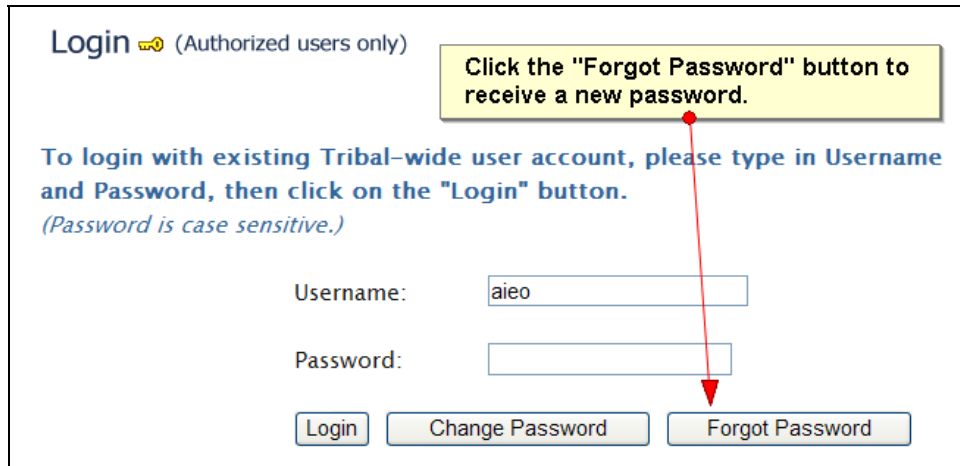 Login (Authorized users only)
Click the "Forgot Password" button to
receive a new password.
To login with existing Tribal-wide user account, please type in Username
and Password, then click on the "Login" button.
(Password is case sensitive.)
Username: aieo
Password:
Login Change Password Forgot Password